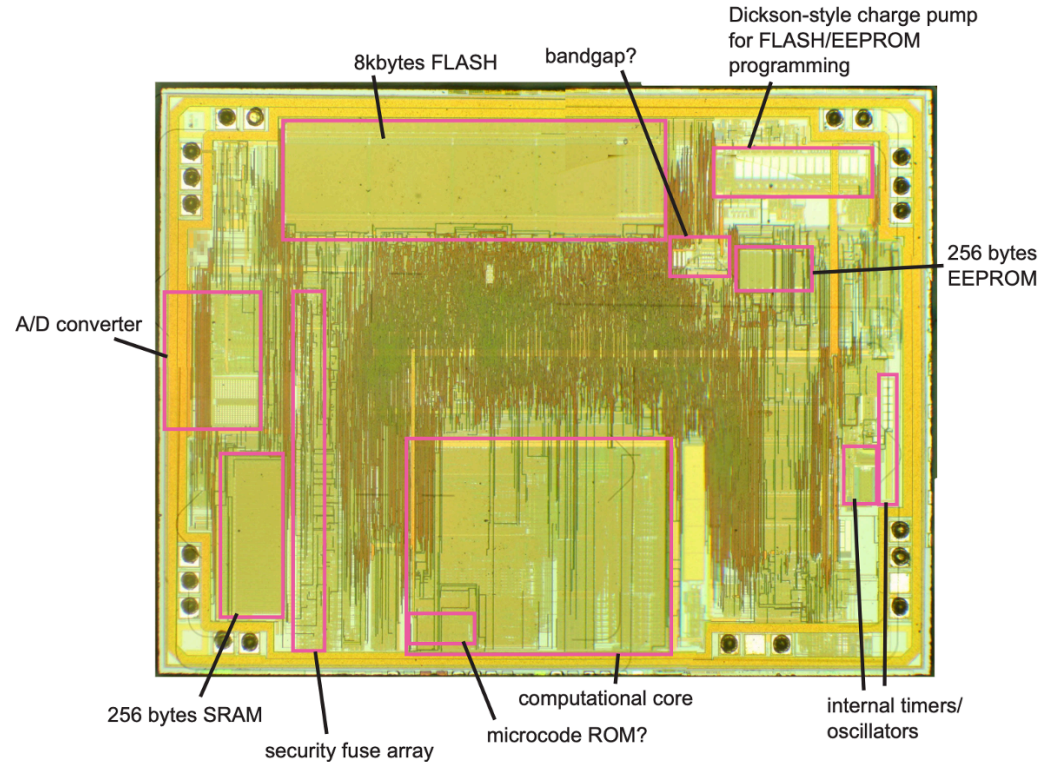 Dickson-style charge pump
for FLASH/EEPROM
programming
bandgap?
8kbytes FLASH
256 bytes
EEPROM
A/D converter
256 bytes SRAM
security fuse array
microcode ROM?
computational core
internal timers/
oscillators